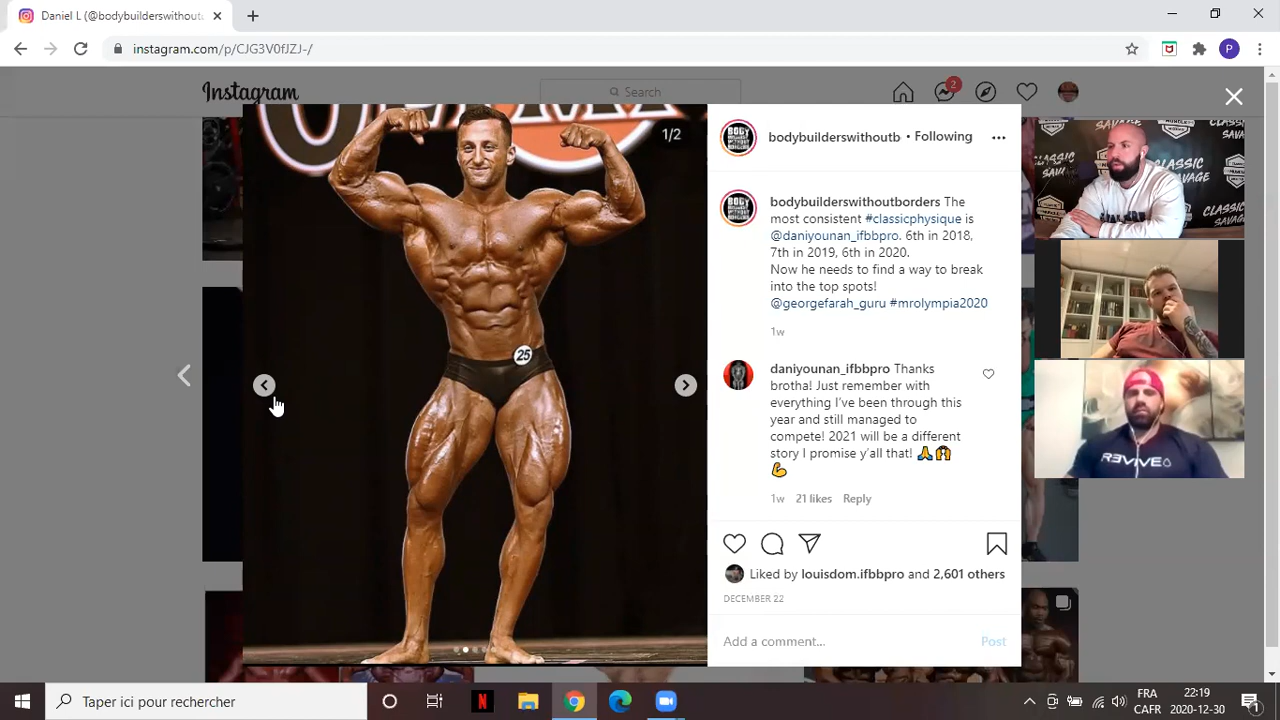 Daniel L (@bodybuilderswithoutb
instagram.com/p/CJG3V0fJZJ-/
P
Instagram
Search
2
1/2
25
bodybuilderswithoutb • Following
bodybuilderswithoutborders The
most consistent #classicphysique is
@daniyounan_ifbbpro. 6th in 2018,
7th in 2019, 6th in 2020.
Now he needs to find a way to break
into the top spots!
@georgefarah_guru #mrolympia2020
1w
daniyounan_ifbbpro Thanks
brotha! Just remember with
everything I've been through this
year and still managed to
compete! 2021 will be a different
story I promise y'all that! 🙏 🙌
💪
1w 21 likes Reply
Liked by louisdom.ifbbpro and 2,601 others
DECEMBER 22
Add a comment... Post
CLASSIC
SAVAGE
REVIVE
Taper ici pour rechercher
FRA
CAFR
22:19
2020-12-30
1